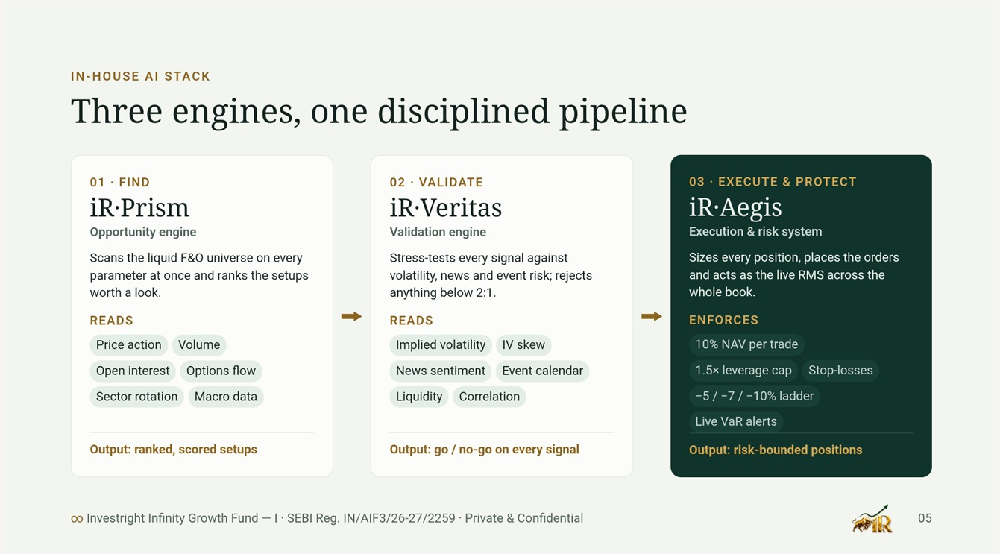 IN-HOUSE AI STACK
Three engines, one disciplined pipeline
01 · FIND
iR·Prism
Opportunity engine
Scans the liquid F&O universe on every
parameter at once and ranks the setups
worth a look.
READS
Price action Volume
Open interest Options flow
Sector rotation Macro data
Output: ranked, scored setups
02 · VALIDATE
iR·Veritas
Validation engine
Stress-tests every signal against
volatility, news and event risk; rejects
anything below 2:1.
READS
Implied volatility IV skew
News sentiment Event calendar
Liquidity Correlation
Output: go / no-go on every signal
03 · EXECUTE & PROTECT
iR·Aegis
Execution & risk system
Sizes every position, places the orders
and acts as the live RMS across the
whole book.
ENFORCES
10% NAV per trade
1.5× leverage cap Stop-losses
−5 / −7 / −10% ladder
Live VaR alerts
Output: risk-bounded positions
∞ Investright Infinity Growth Fund — I · SEBI Reg. IN/AIF3/26-27/2259 · Private & Confidential
iR
05